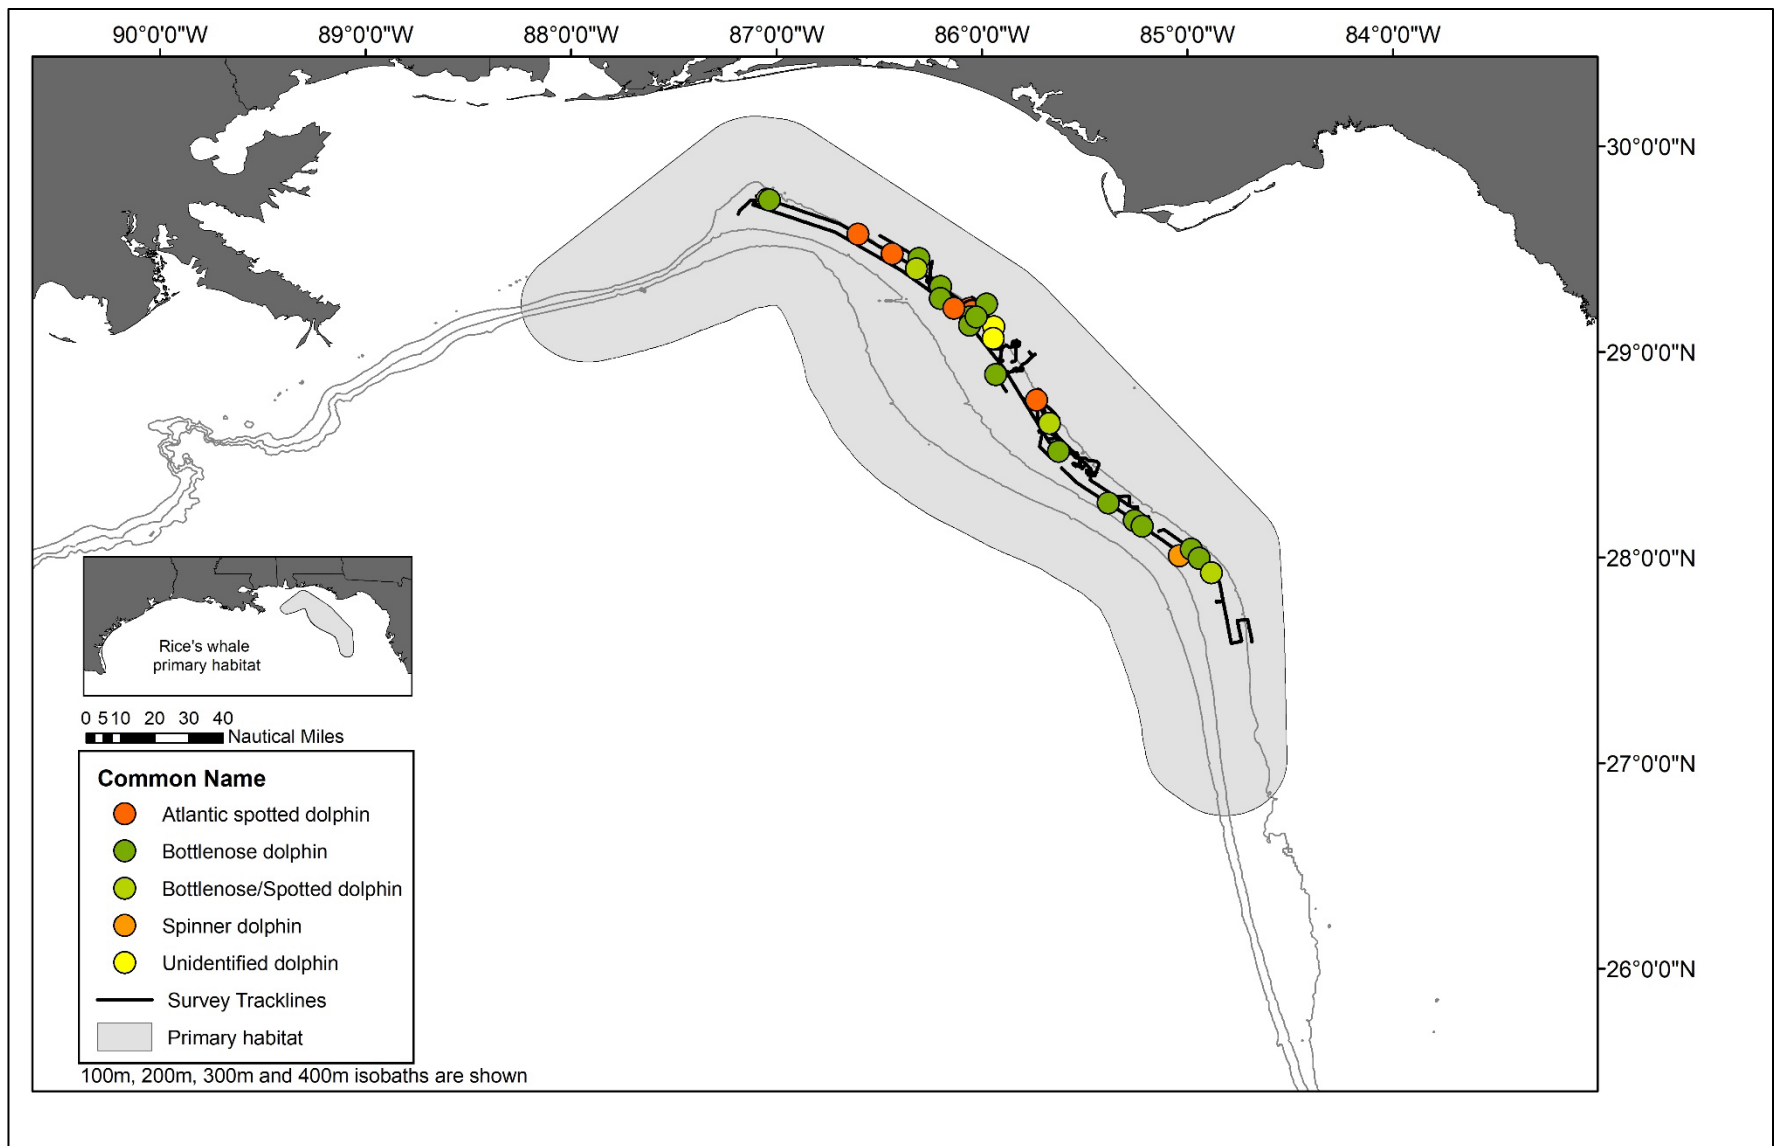 90°0'0"W 89°0'0"W 88°0'0"W 87°0'0"W 86°0'0"W 85°0'0"W 84°0'0"W
30°0'0"N
29°0'0"N
28°0'0"N
27°0'0"N
26°0'0"N
Rice's whale
primary habitat
0 5 10 20 30 40
Nautical Miles
Common Name
Atlantic spotted dolphin
Bottlenose dolphin
Bottlenose/Spotted dolphin
Spinner dolphin
Unidentified dolphin
Survey Tracklines
Primary habitat
100m, 200m, 300m and 400m isobaths are shown